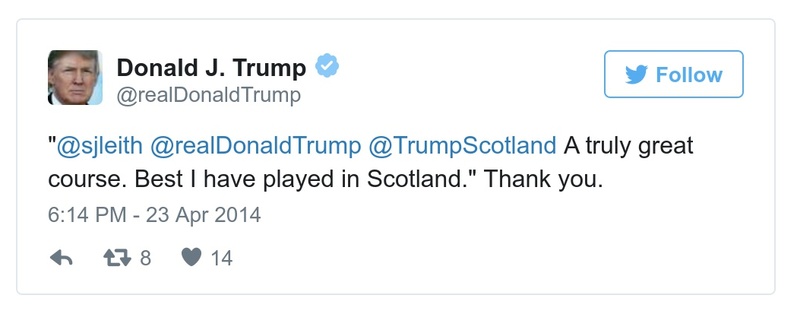 Donald J. Trump
@realDonaldTrump
Follow
"@sjleith @realDonaldTrump @TrumpScotland A truly great
course. Best I have played in Scotland." Thank you.
6:14 PM - 23 Apr 2014
8 14